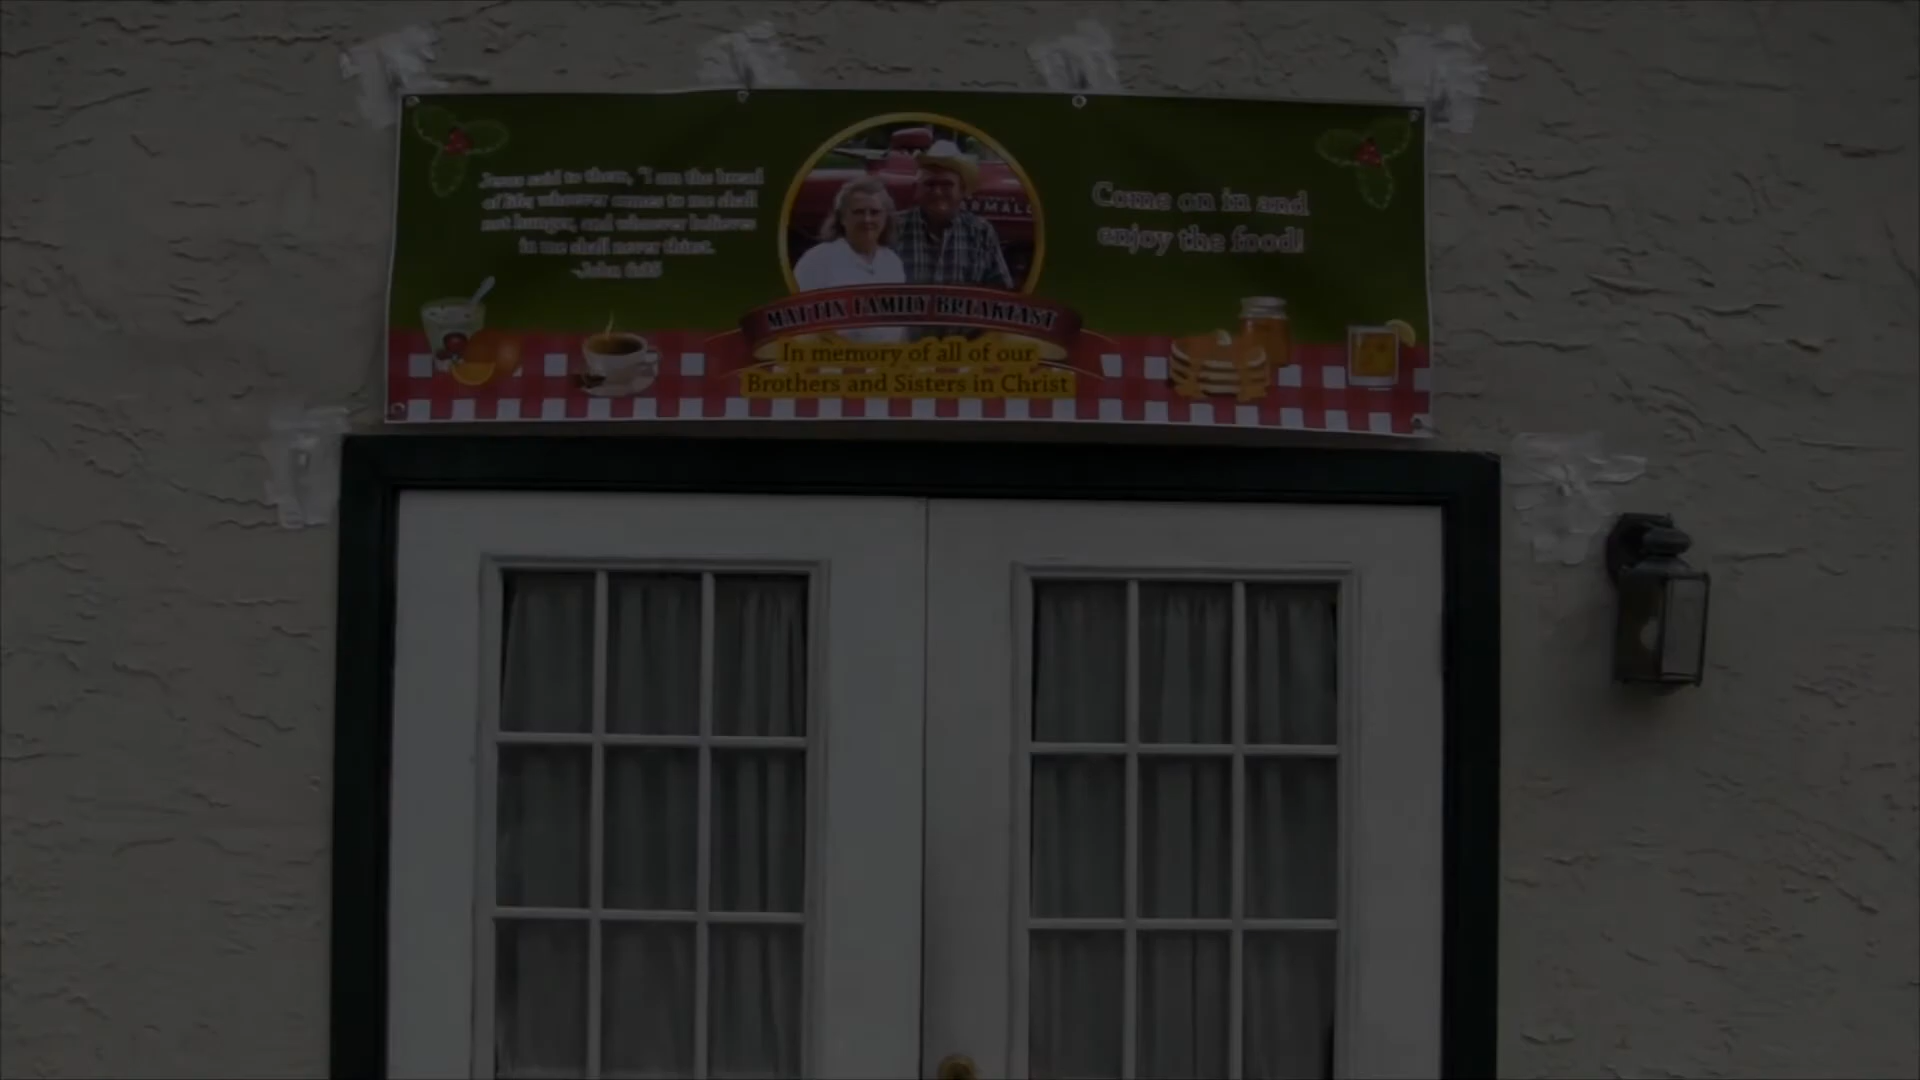 Jesus said to them, "I am the bread
of life; whoever comes to me shall
not hunger, and whoever believes
in me shall never thirst.
-John 6:35
ARMALL
Come on in and
enjoy the food!
MATTIX FAMILY BREAKFAST
In memory of all of our
Brothers and Sisters in Christ